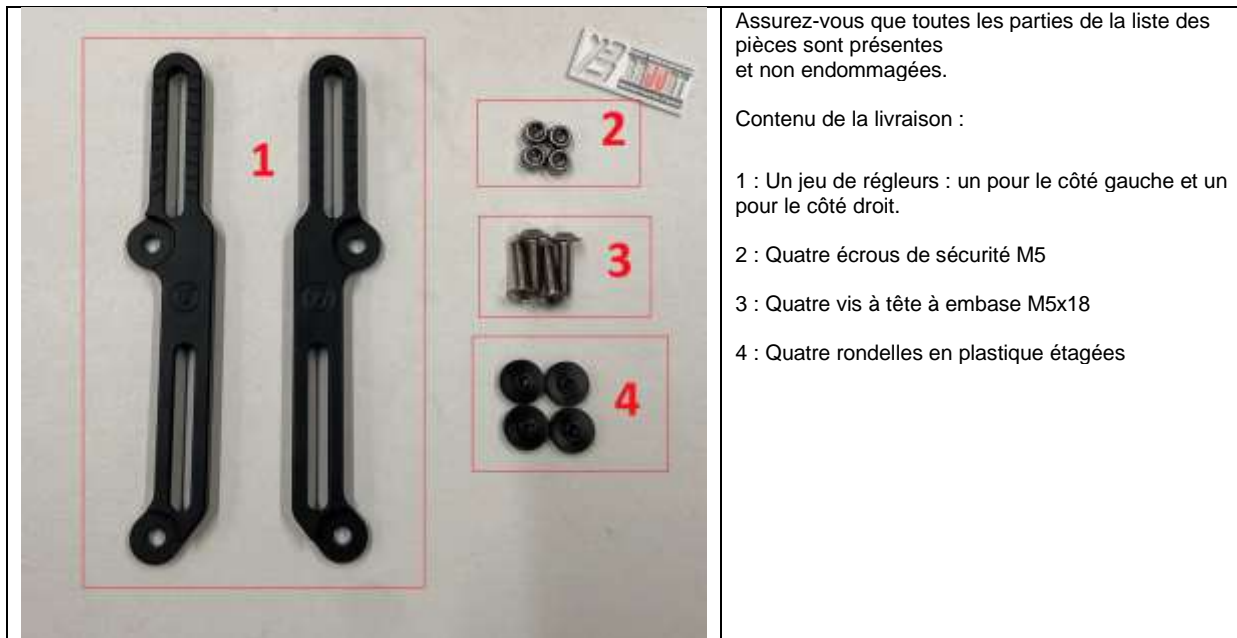 1
2
3
4
Assurez-vous que toutes les parties de la liste des
pièces sont présentes
et non endommagées.
Contenu de la livraison :
1 : Un jeu de régleurs : un pour le côté gauche et un
pour le côté droit.
2 : Quatre écrous de sécurité M5
3 : Quatre vis à tête à embase M5x18
4 : Quatre rondelles en plastique étagées